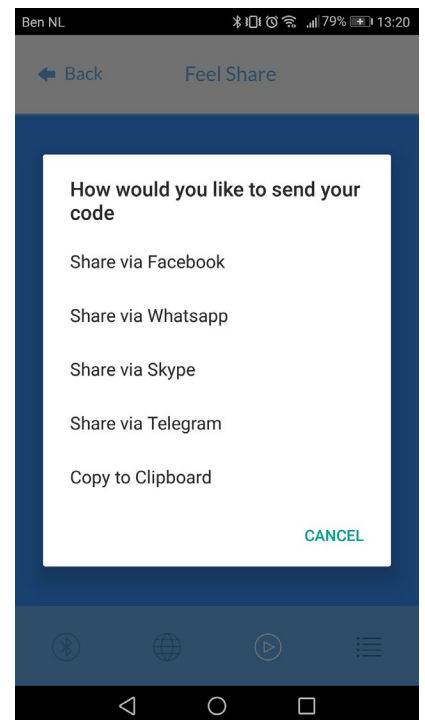 Ben NL 79% 13:20
Back Feel Share
How would you like to send your
code
Share via Facebook
Share via Whatsapp
Share via Skype
Share via Telegram
Copy to Clipboard
CANCEL